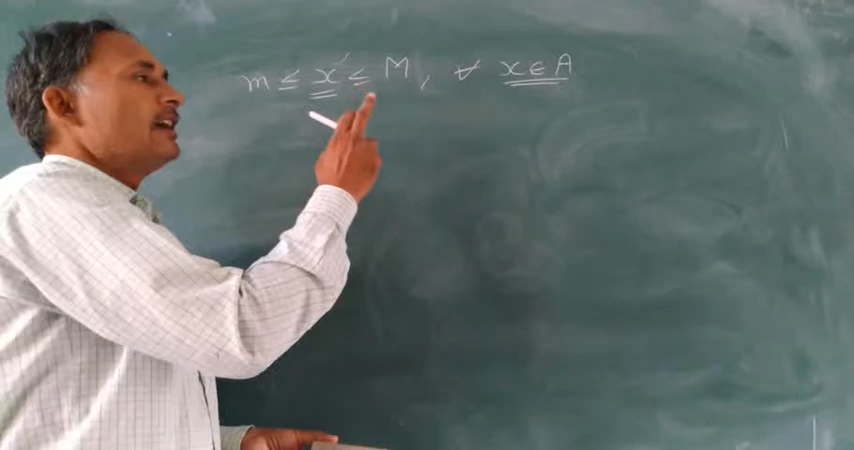 m ≤ x ≤ M, ∀ x ∈ A